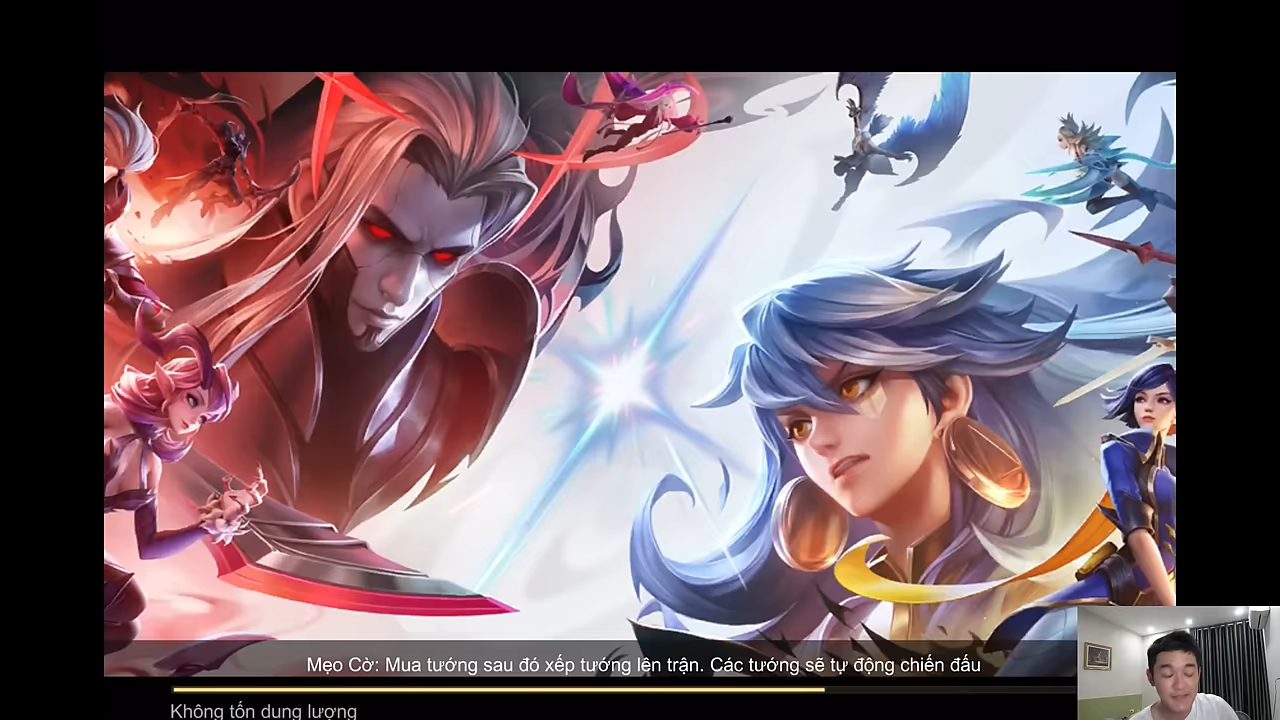 Mẹo Cờ: Mua tướng sau đó xếp tướng lên trận. Các tướng sẽ tự động chiến đấu
Không tốn dung lượng